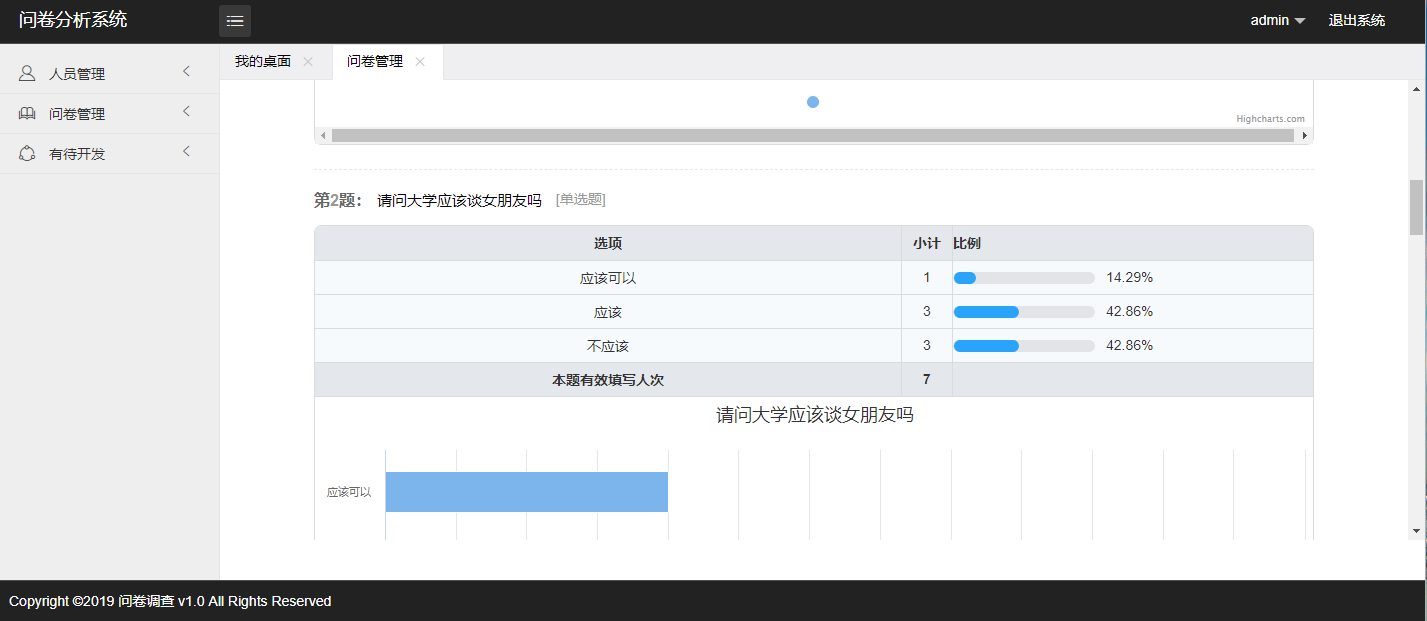 问卷分析系统
admin 退出系统
我的桌面 问卷管理
人员管理
问卷管理
有待开发
Highcharts.com
第2题： 请问大学应该谈女朋友吗 [单选题]
选项 小计 比例
应该可以 1 14.29%
应该 3 42.86%
不应该 3 42.86%
本题有效填写人次 7
请问大学应该谈女朋友吗
应该可以
Copyright ©2019 问卷调查 v1.0 All Rights Reserved